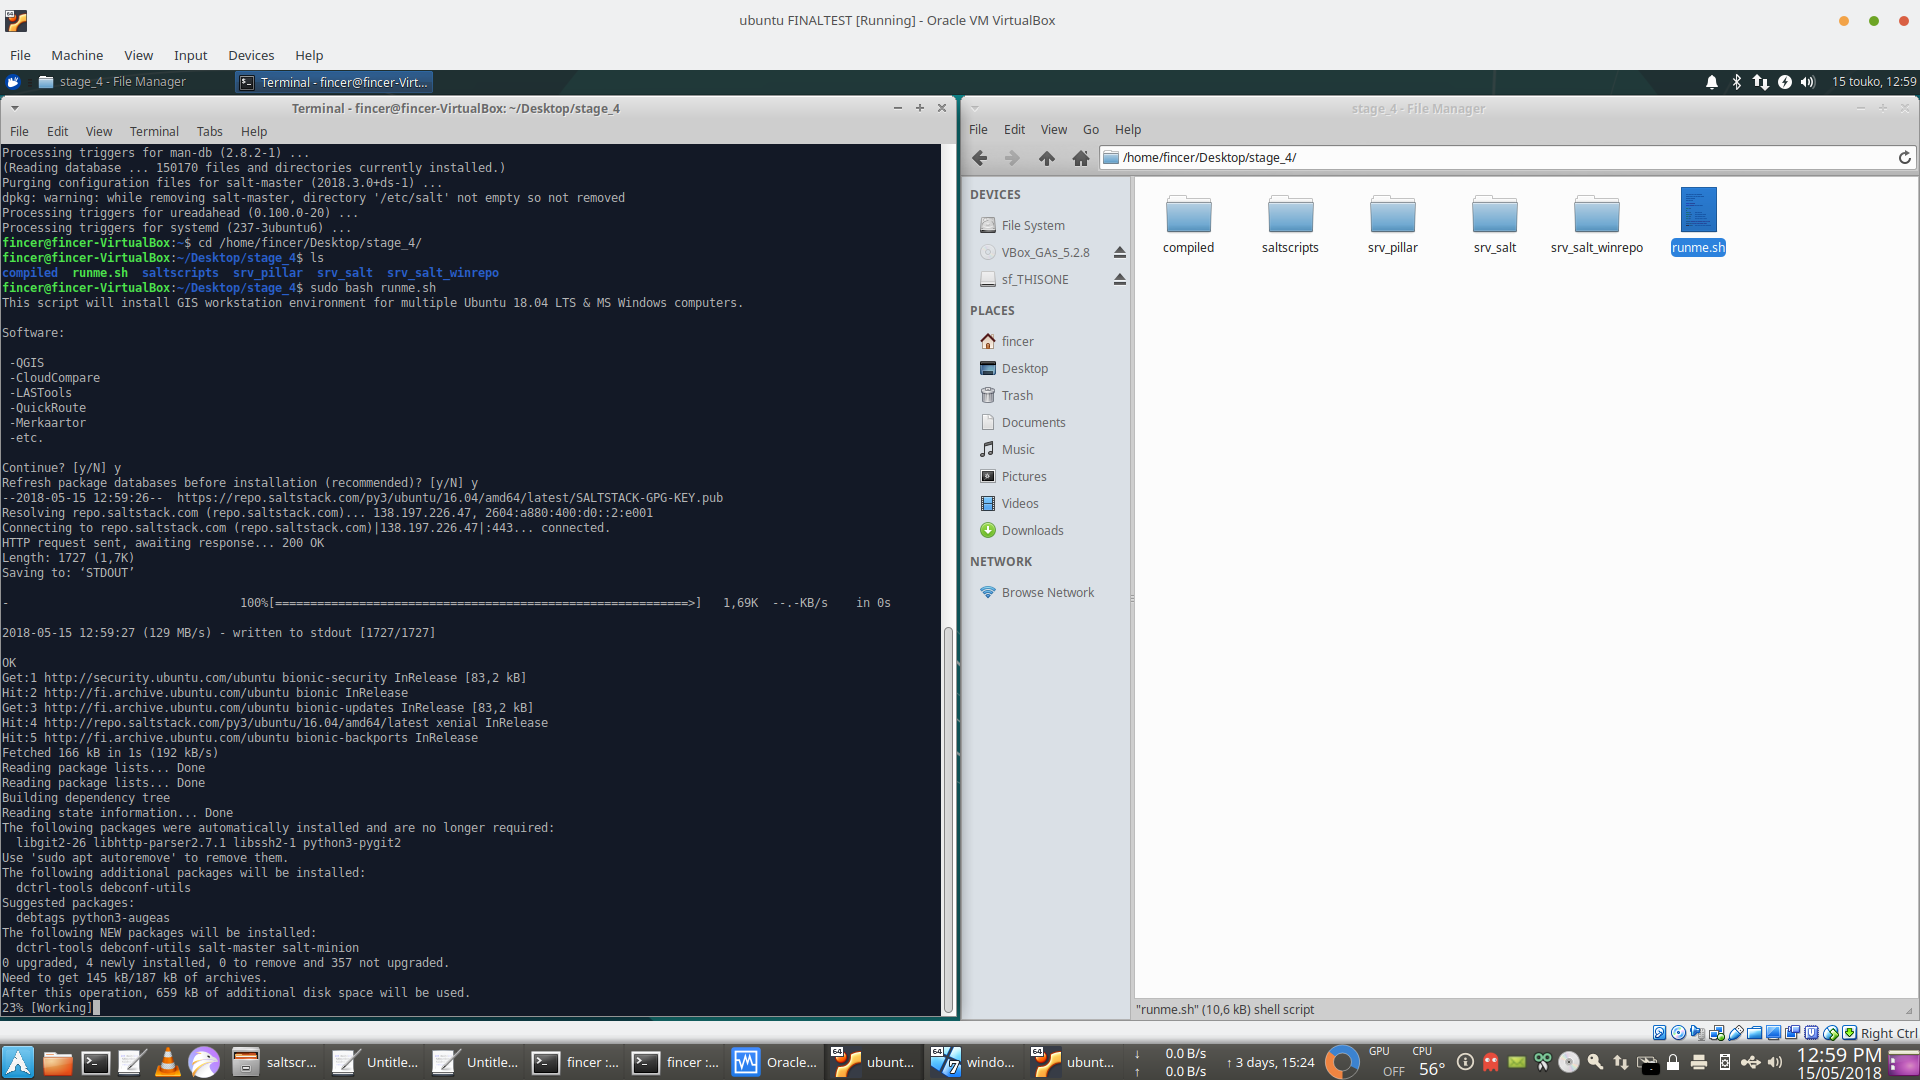 ubuntu FINALTEST [Running] - Oracle VM VirtualBox
File Machine View Input Devices Help
stage_4 - File Manager Terminal - fincer@fincer-Virt... 15 touko, 12:59
Terminal - fincer@fincer-VirtualBox: ~/Desktop/stage_4
File Edit View Terminal Tabs Help
Processing triggers for man-db (2.8.2-1) ...
(Reading database ... 150170 files and directories currently installed.)
Purging configuration files for salt-master (2018.3.0+ds-1) ...
dpkg: warning: while removing salt-master, directory '/etc/salt' not empty so not removed
Processing triggers for ureadahead (0.100.0-20) ...
Processing triggers for systemd (237-3ubuntu6) ...
fincer@fincer-VirtualBox:~$ cd /home/fincer/Desktop/stage_4/
fincer@fincer-VirtualBox:~/Desktop/stage_4$ ls
compiled runme.sh saltscripts srv_pillar srv_salt srv_salt_winrepo
fincer@fincer-VirtualBox:~/Desktop/stage_4$ sudo bash runme.sh
This script will install GIS workstation environment for multiple Ubuntu 18.04 LTS & MS Windows computers.
Software:
-QGIS
-CloudCompare
-LASTools
-QuickRoute
-Merkaartor
-etc.
Continue? [y/N] y
Refresh package databases before installation (recommended)? [y/N] y
--2018-05-15 12:59:26-- https://repo.saltstack.com/py3/ubuntu/16.04/amd64/latest/SALTSTACK-GPG-KEY.pub
Resolving repo.saltstack.com (repo.saltstack.com)... 138.197.226.47, 2604:a880:400:d0::2:e001
Connecting to repo.saltstack.com (repo.saltstack.com)|138.197.226.47|:443... connected.
HTTP request sent, awaiting response... 200 OK
Length: 1727 (1,7K)
Saving to: ‘STDOUT’
- 100%[===========================================================>] 1,69K --.-KB/s in 0s
2018-05-15 12:59:27 (129 MB/s) - written to stdout [1727/1727]
OK
Get:1 http://security.ubuntu.com/ubuntu bionic-security InRelease [83,2 kB]
Hit:2 http://fi.archive.ubuntu.com/ubuntu bionic InRelease
Get:3 http://fi.archive.ubuntu.com/ubuntu bionic-updates InRelease [83,2 kB]
Hit:4 http://repo.saltstack.com/py3/ubuntu/16.04/amd64/latest xenial InRelease
Hit:5 http://fi.archive.ubuntu.com/ubuntu bionic-backports InRelease
Fetched 166 kB in 1s (192 kB/s)
Reading package lists... Done
Reading package lists... Done
Building dependency tree
Reading state information... Done
The following packages were automatically installed and are no longer required:
libgit2-26 libhttp-parser2.7.1 libssh2-1 python3-pygit2
Use 'sudo apt autoremove' to remove them.
The following additional packages will be installed:
dctrl-tools debconf-utils
Suggested packages:
debtags python3-augeas
The following NEW packages will be installed:
dctrl-tools debconf-utils salt-master salt-minion
0 upgraded, 4 newly installed, 0 to remove and 357 not upgraded.
Need to get 145 kB/187 kB of archives.
After this operation, 659 kB of additional disk space will be used.
23% [Working]
stage_4 - File Manager
File Edit View Go Help
/home/fincer/Desktop/stage_4/
DEVICES
File System
VBox_GAs_5.2.8
sf_THISONE
PLACES
fincer
Desktop
Trash
Documents
Music
Pictures
Videos
Downloads
NETWORK
Browse Network
compiled saltscripts srv_pillar srv_salt srv_salt_winrepo runme.sh
"runme.sh" (10,6 kB) shell script
Right Ctrl
saltscr... Untitle... Untitle... fincer :... fincer :... Oracle... ubunt... windo... ubunt...
↓ 0.0 B/s
↑ 0.0 B/s
↑ 3 days, 15:24
GPU OFF
CPU 56°
12:59 PM
15/05/2018